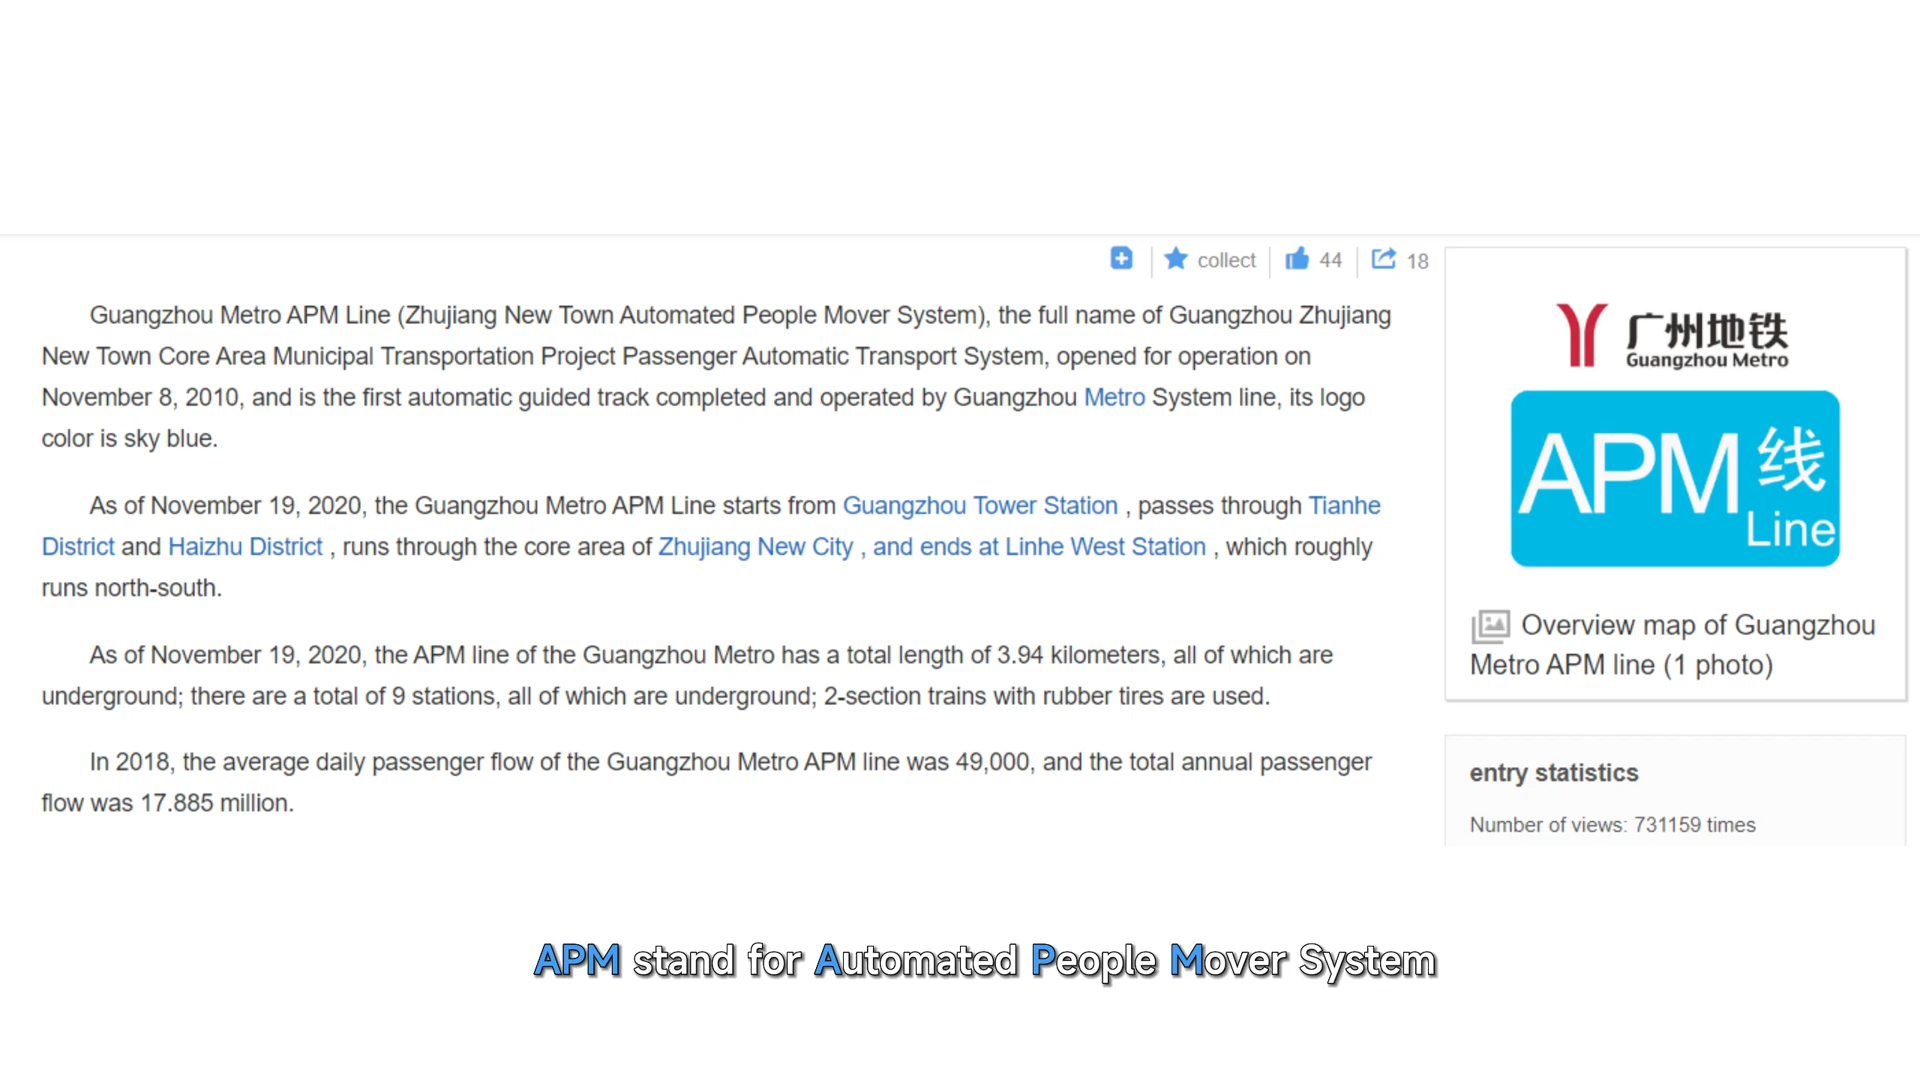 collect
44
18
Guangzhou Metro APM Line (Zhujiang New Town Automated People Mover System), the full name of Guangzhou Zhujiang
New Town Core Area Municipal Transportation Project Passenger Automatic Transport System, opened for operation on
November 8, 2010, and is the first automatic guided track completed and operated by Guangzhou Metro System line, its logo
color is sky blue.
As of November 19, 2020, the Guangzhou Metro APM Line starts from Guangzhou Tower Station , passes through Tianhe
District and Haizhu District , runs through the core area of Zhujiang New City , and ends at Linhe West Station , which roughly
runs north-south.
As of November 19, 2020, the APM line of the Guangzhou Metro has a total length of 3.94 kilometers, all of which are
underground; there are a total of 9 stations, all of which are underground; 2-section trains with rubber tires are used.
In 2018, the average daily passenger flow of the Guangzhou Metro APM line was 49,000, and the total annual passenger
flow was 17.885 million.
广州地铁
Guangzhou Metro
APM线
Line
Overview map of Guangzhou
Metro APM line (1 photo)
entry statistics
Number of views: 731159 times
APM stand for Automated People Mover System